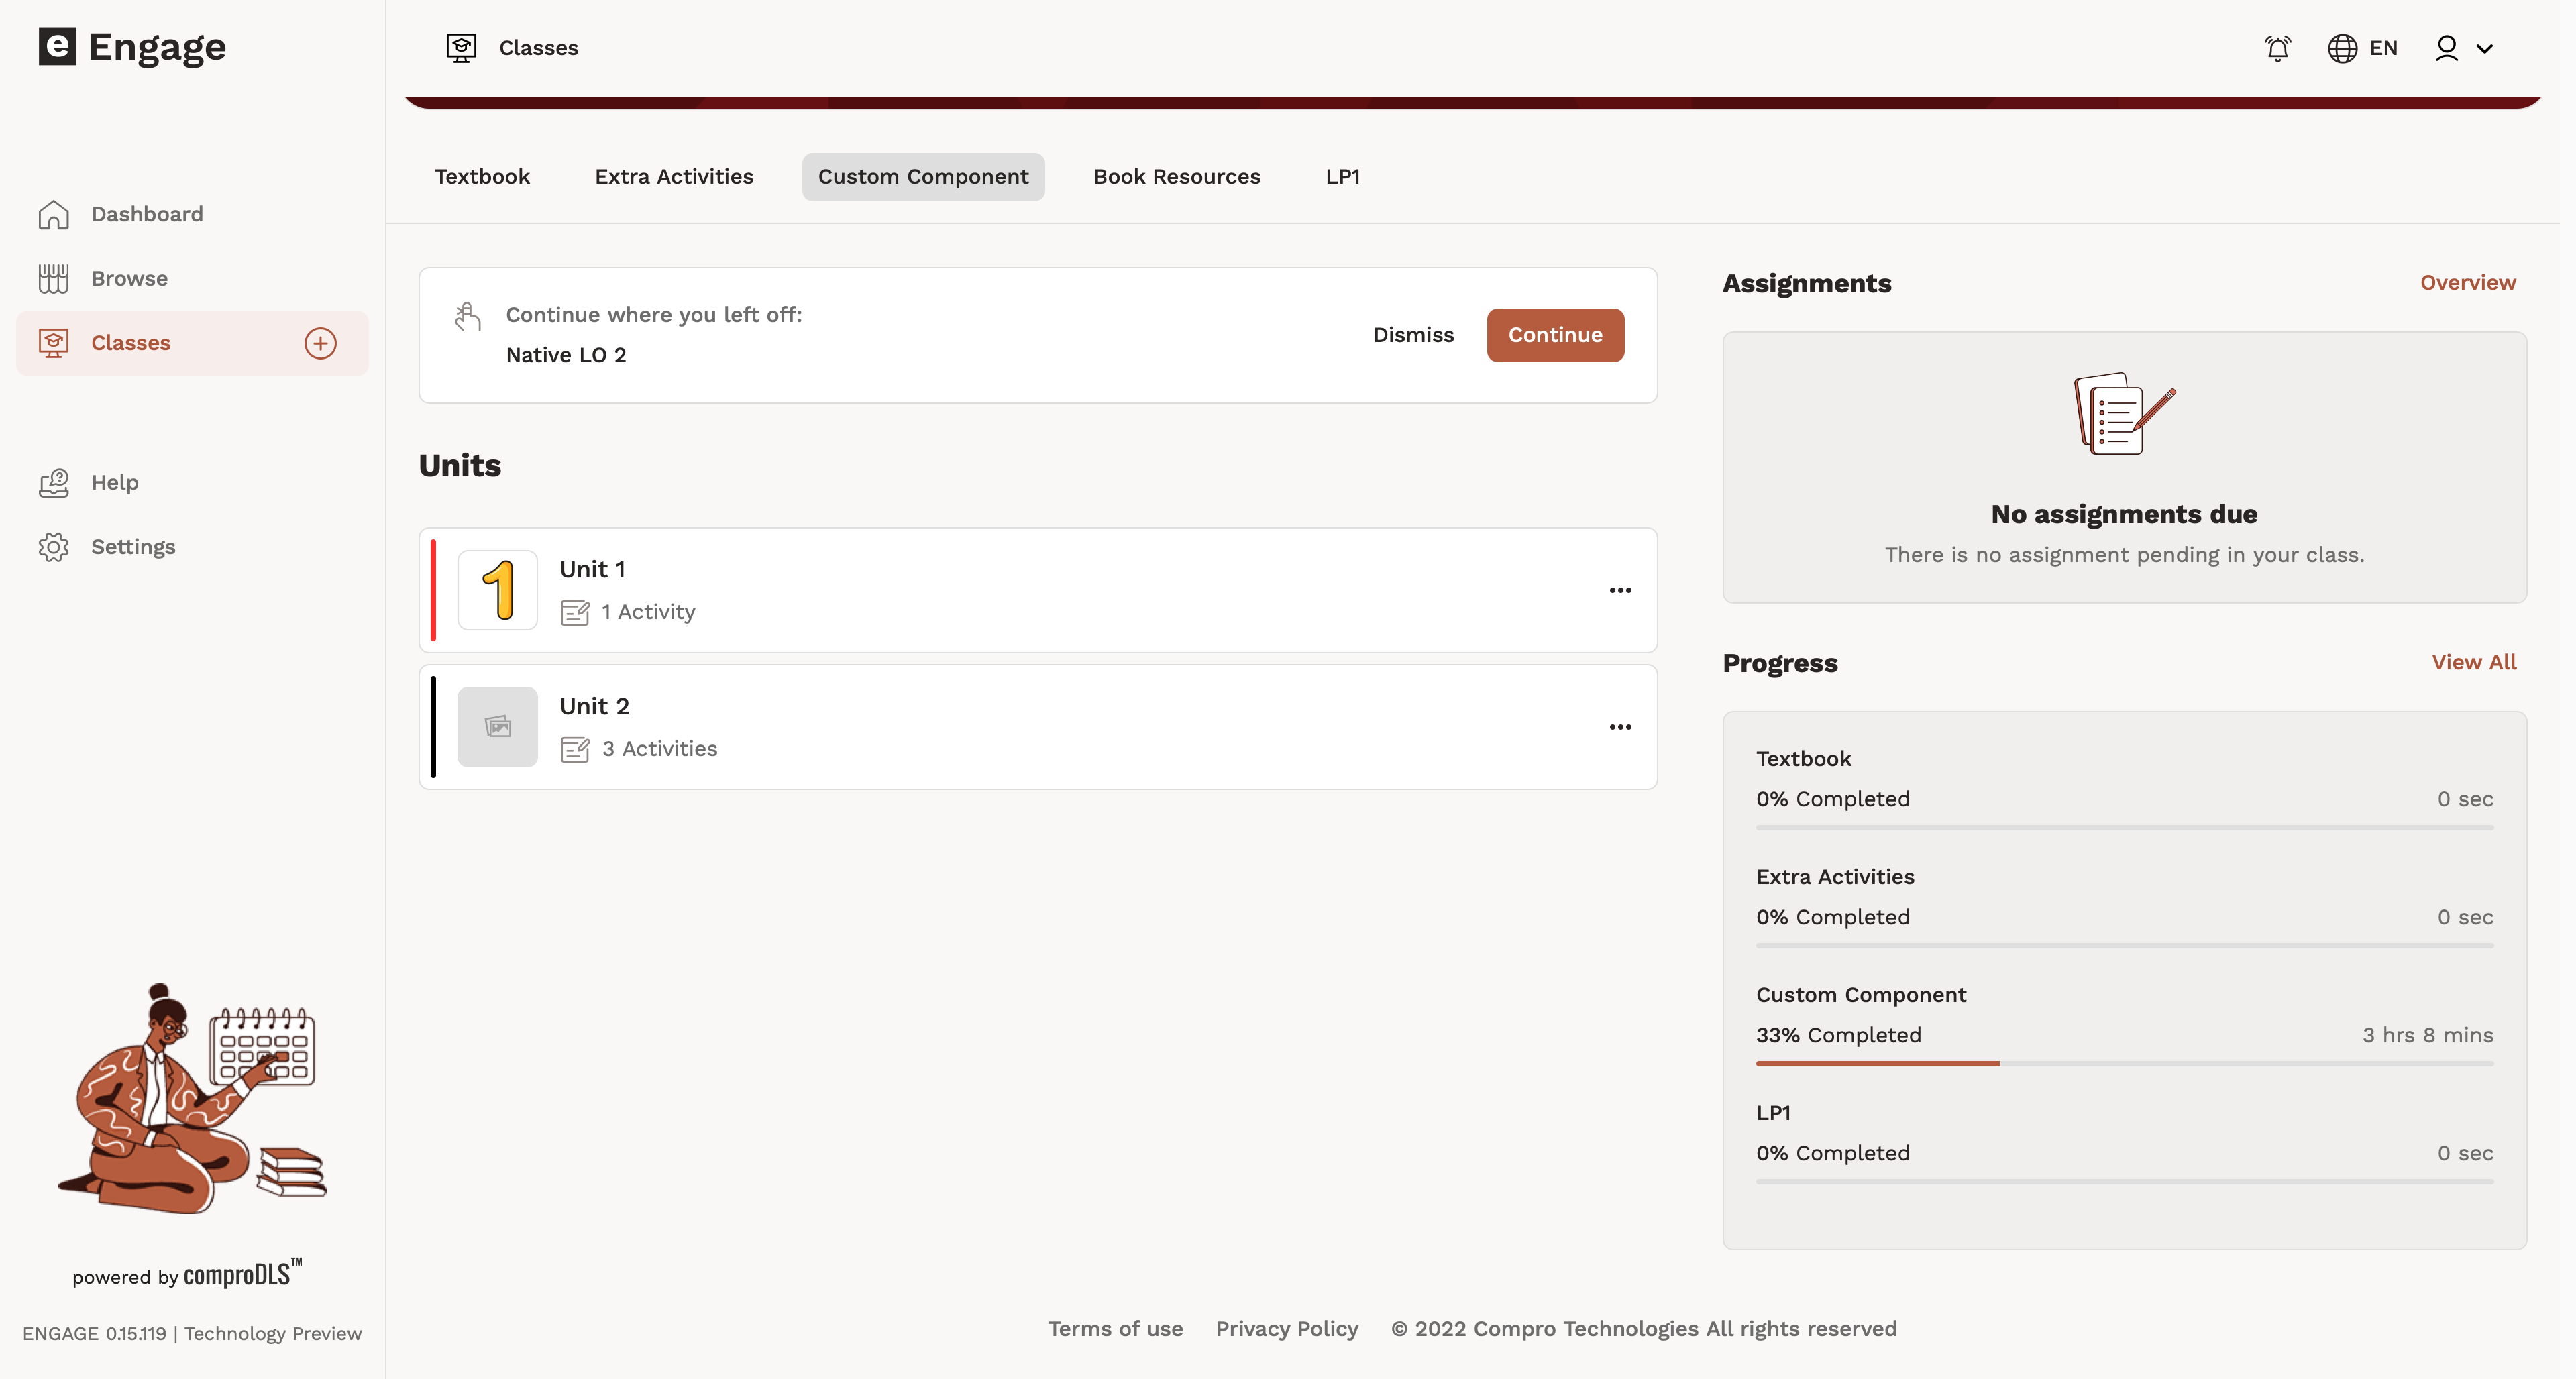 e Engage
Classes
EN
Dashboard
Browse
Classes
Help
Settings
powered by comproDLS™
ENGAGE 0.15.119 | Technology Preview
Textbook
Extra Activities
Custom Component
Book Resources
LP1
Continue where you left off:
Native LO 2
Dismiss
Continue
Units
1
Unit 1
1 Activity
Unit 2
3 Activities
Assignments
Overview
No assignments due
There is no assignment pending in your class.
Progress
View All
Textbook
0% Completed
0 sec
Extra Activities
0% Completed
0 sec
Custom Component
33% Completed
3 hrs 8 mins
LP1
0% Completed
0 sec
Terms of use
Privacy Policy
© 2022 Compro Technologies All rights reserved